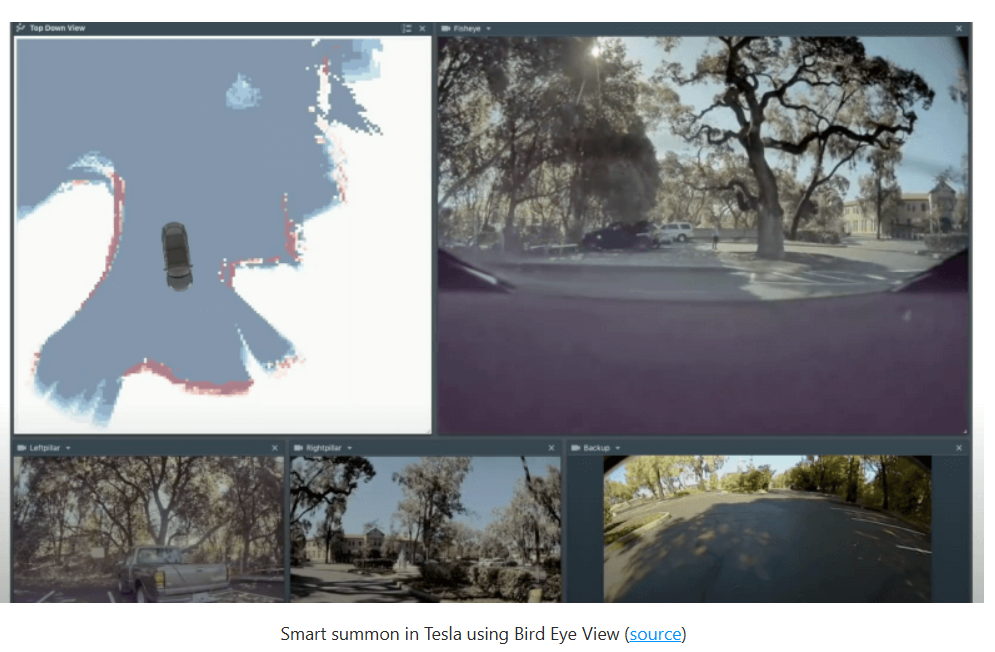 Top Down View
Fisheye
Leftpillar
Rightpillar
Backup
Smart summon in Tesla using Bird Eye View (source)